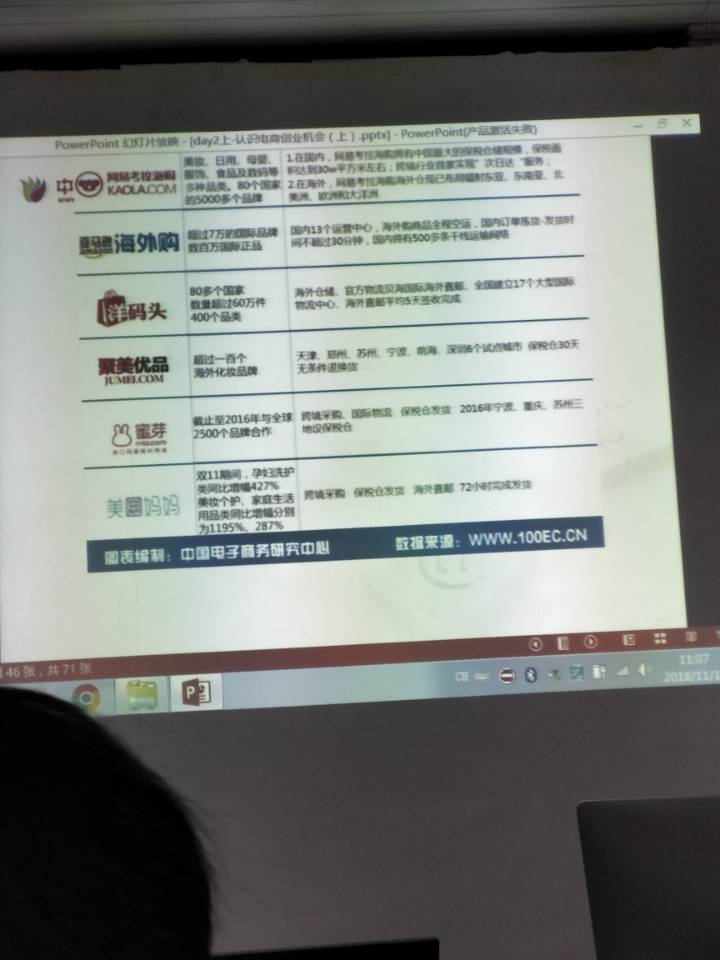 PowerPoint 幻灯片放映 - [day2上-认识电商创业机会（上）.pptx] - PowerPoint(产品激活失败)
中
网易考拉海购
KAOLA.COM
美妆、日用、母婴、
服饰、食品及数码等
多种品类。80个国家
的5000多个品牌
1.在国内，网易考拉海购拥有中国最大的保税仓储规模，保税面
积达到30w平方米左右；跨境行业首家实现"次日达"服务；
2.在海外，网易考拉海购海外仓现已布局辐射东亚、东南亚、北
美洲、欧洲和大洋洲
亚马逊 海外购
超过7万的国际品牌
数百万国际正品
国内13个运营中心，海外购商品全程空运，国内订单拣货-发货时
间不超过30分钟，国内拥有500多条干线运输网络
洋码头
80多个国家
数量超过60万件
400个品类
海外仓储、官方物流贝海国际海外直邮、全国建立17个大型国际
物流中心、海外直邮平均5天签收完成
聚美优品
JUMEI.COM
超过一百个
海外化妆品牌
天津、郑州、苏州、宁波、前海、深圳6个试点城市 保税仓30天
无条件退换货
蜜芽
mia.com
截止至2016年与全球
2500个品牌合作
跨境采购、国际物流 保税仓发货 2016年宁波、重庆、苏州三
地设保税仓
美国妈妈
双11期间，孕妇洗护
类同比增幅427%
美妆个护、家庭生活
用品类同比增幅分别
为1195%、287%
跨境采购 保税仓发货 海外直邮 72小时完成发货
图表编制：中国电子商务研究中心 数据来源：WWW.100EC.CN
46 张，共 71 张
CH
11:07
2018/11/1